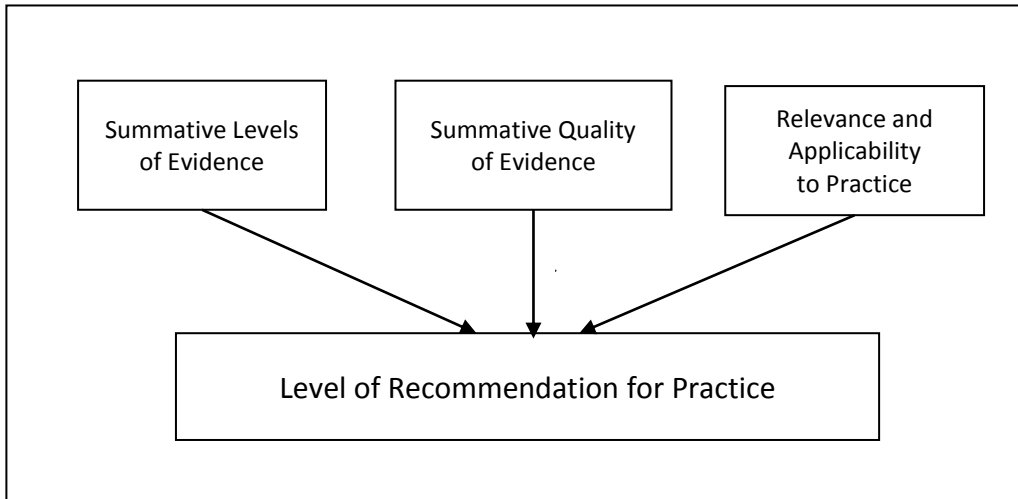 Summative Levels
of Evidence
Summative Quality
of Evidence
Relevance and
Applicability
to Practice
Level of Recommendation for Practice